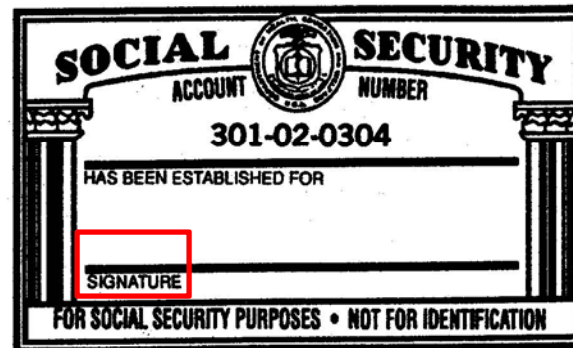 SOCIAL SECURITY
ACCOUNT NUMBER
301-02-0304
HAS BEEN ESTABLISHED FOR
SIGNATURE
FOR SOCIAL SECURITY PURPOSES • NOT FOR IDENTIFICATION